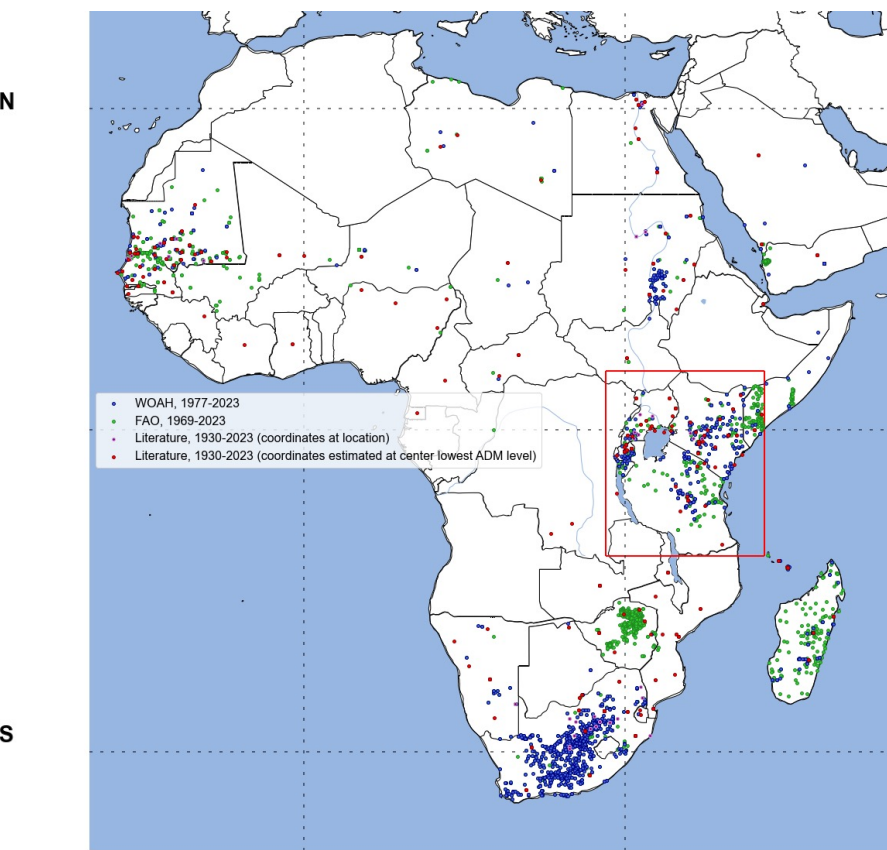 N
WOAH, 1977-2023
FAO, 1969-2023
Literature, 1930-2023 (coordinates at location)
Literature, 1930-2023 (coordinates estimated at center lowest ADM level)
S